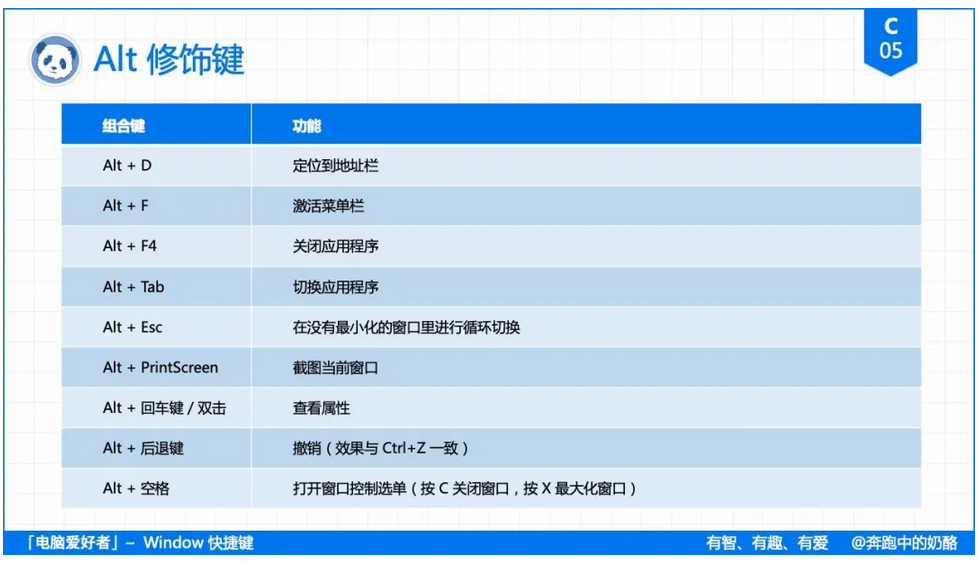 Alt 修饰键
C
05
组合键 功能
Alt + D 定位到地址栏
Alt + F 激活菜单栏
Alt + F4 关闭应用程序
Alt + Tab 切换应用程序
Alt + Esc 在没有最小化的窗口里进行循环切换
Alt + PrintScreen 截图当前窗口
Alt + 回车键 / 双击 查看属性
Alt + 后退键 撤销（效果与 Ctrl+Z 一致）
Alt + 空格 打开窗口控制选单（按 C 关闭窗口，按 X 最大化窗口）
「电脑爱好者」– Window 快捷键 有智、有趣、有爱 @奔跑中的奶酪